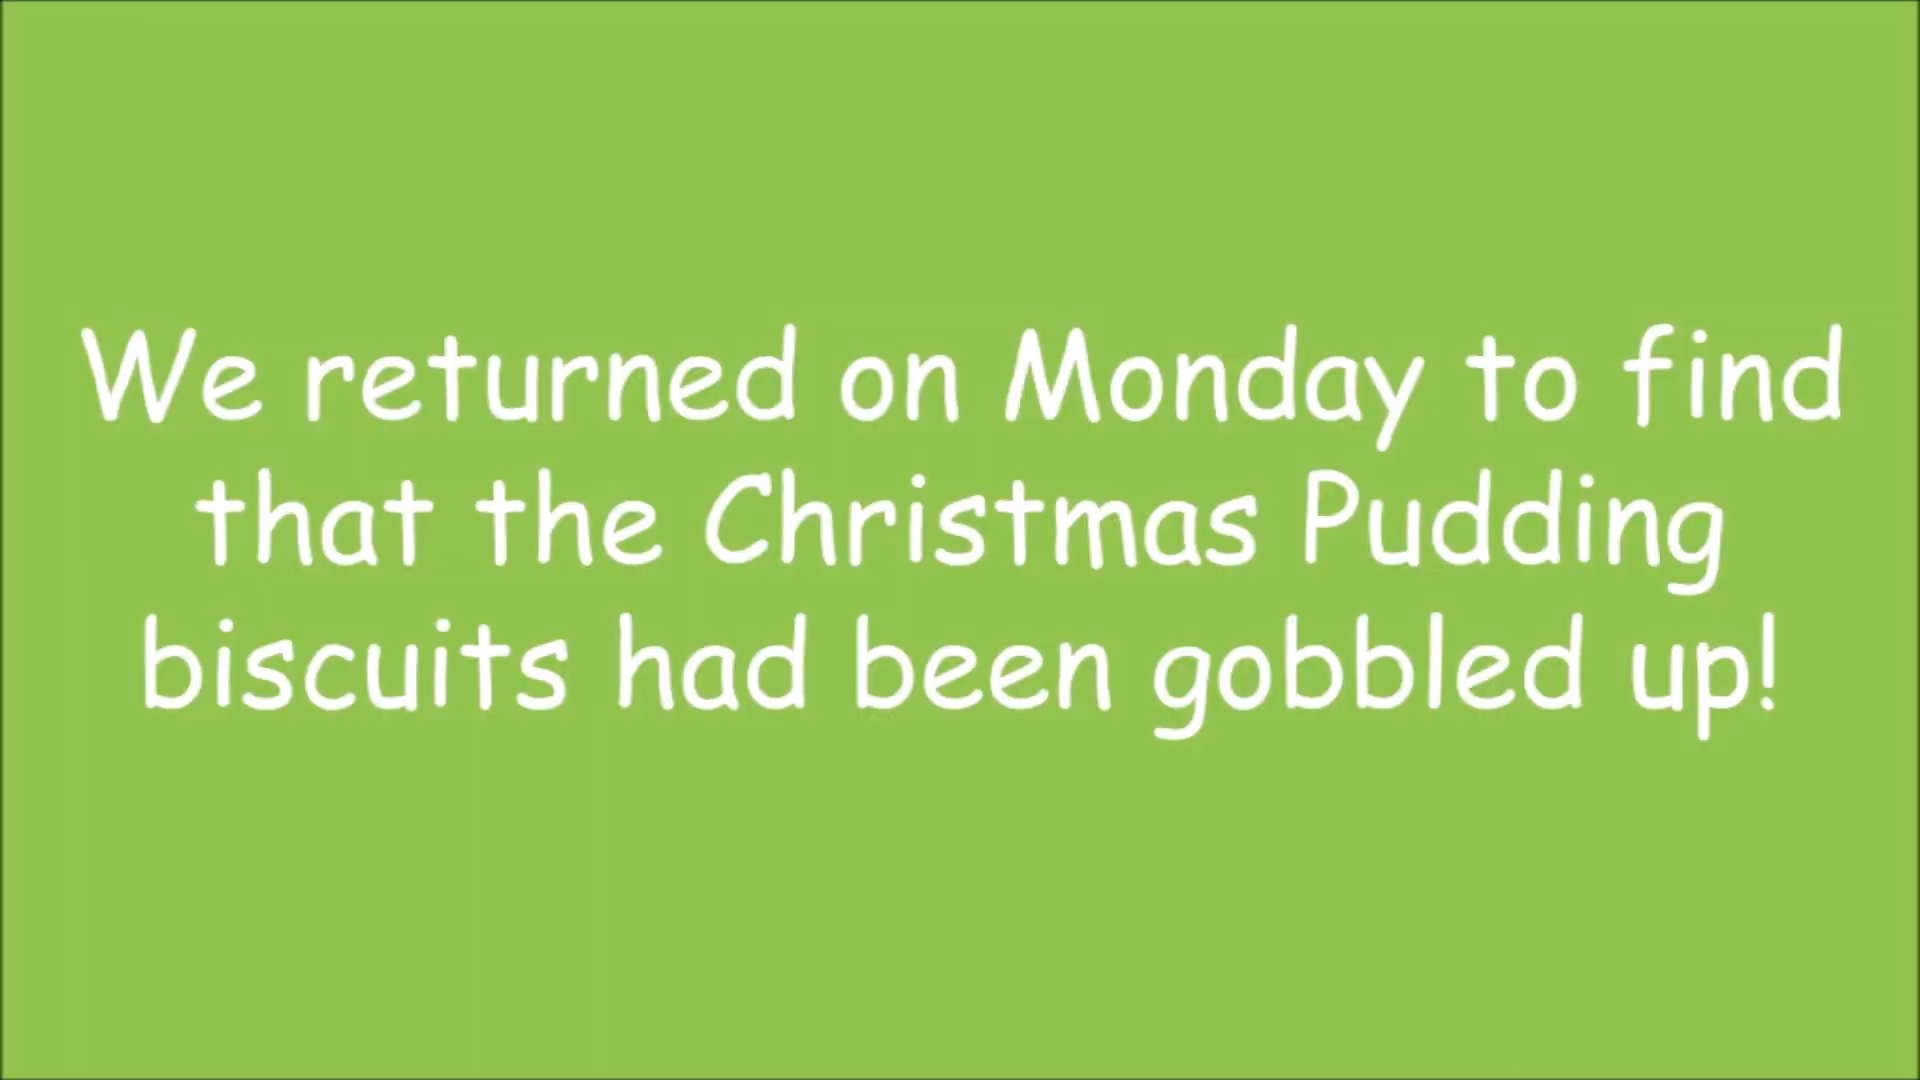 We returned on Monday to find
that the Christmas Pudding
biscuits had been gobbled up!